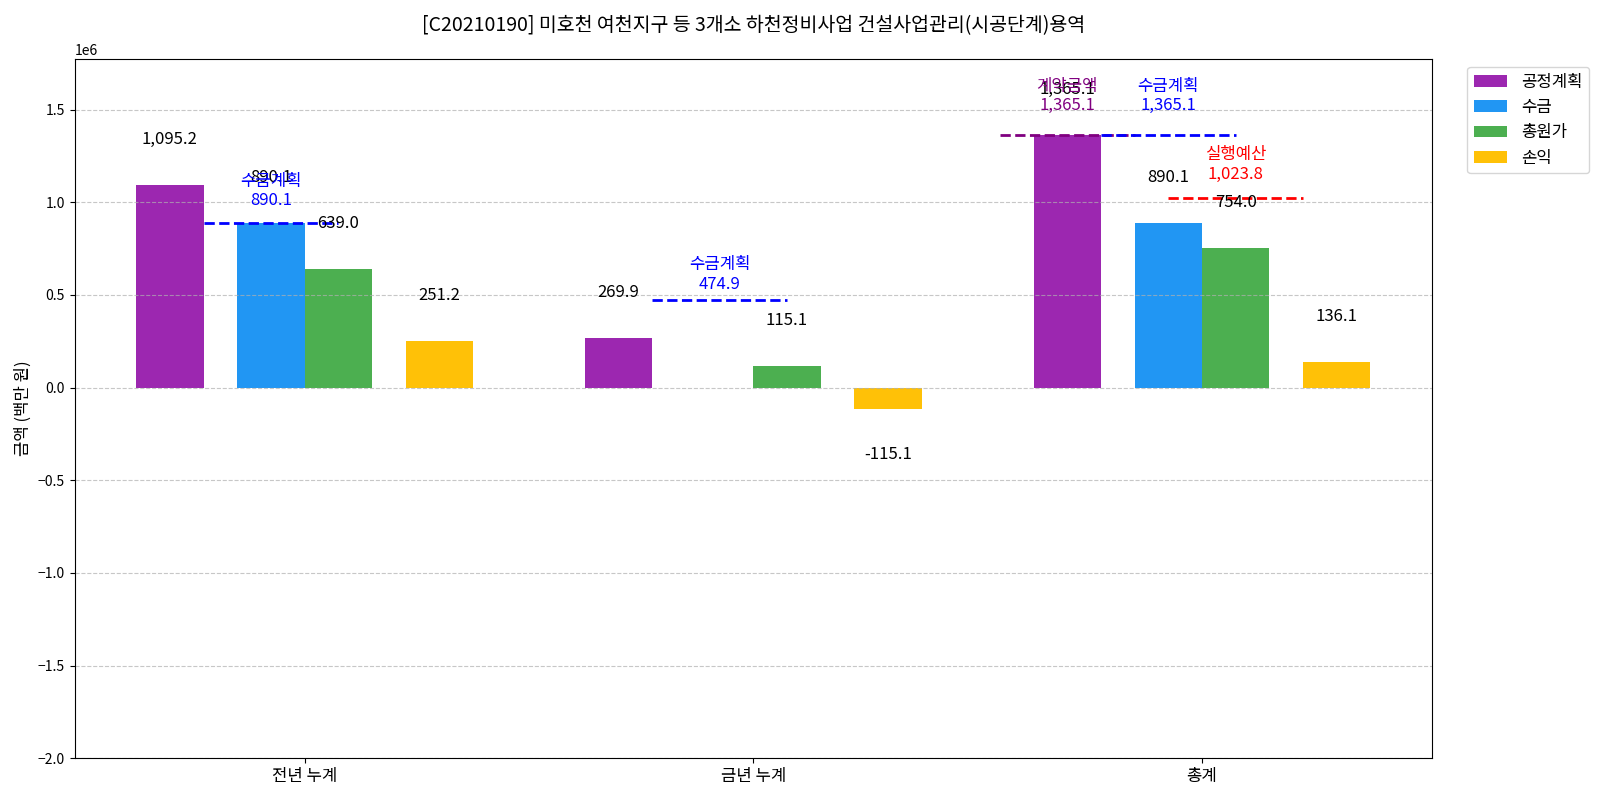 [C20210190] 미호천 여천지구 등 3개소 하천정비사업 건설사업관리(시공단계)용역
1e6
금액 (백만 원)
1.5
1.0
0.5
0.0
−0.5
−1.0
−1.5
−2.0
1,095.2
890.1
수금계획
890.1
639.0
251.2
269.9
수금계획
474.9
115.1
-115.1
계약금액
1,365.1
1,365.1
수금계획
1,365.1
890.1
실행예산
1,023.8
754.0
136.1
전년 누계
금년 누계
총계
공정계획
수금
총원가
손익